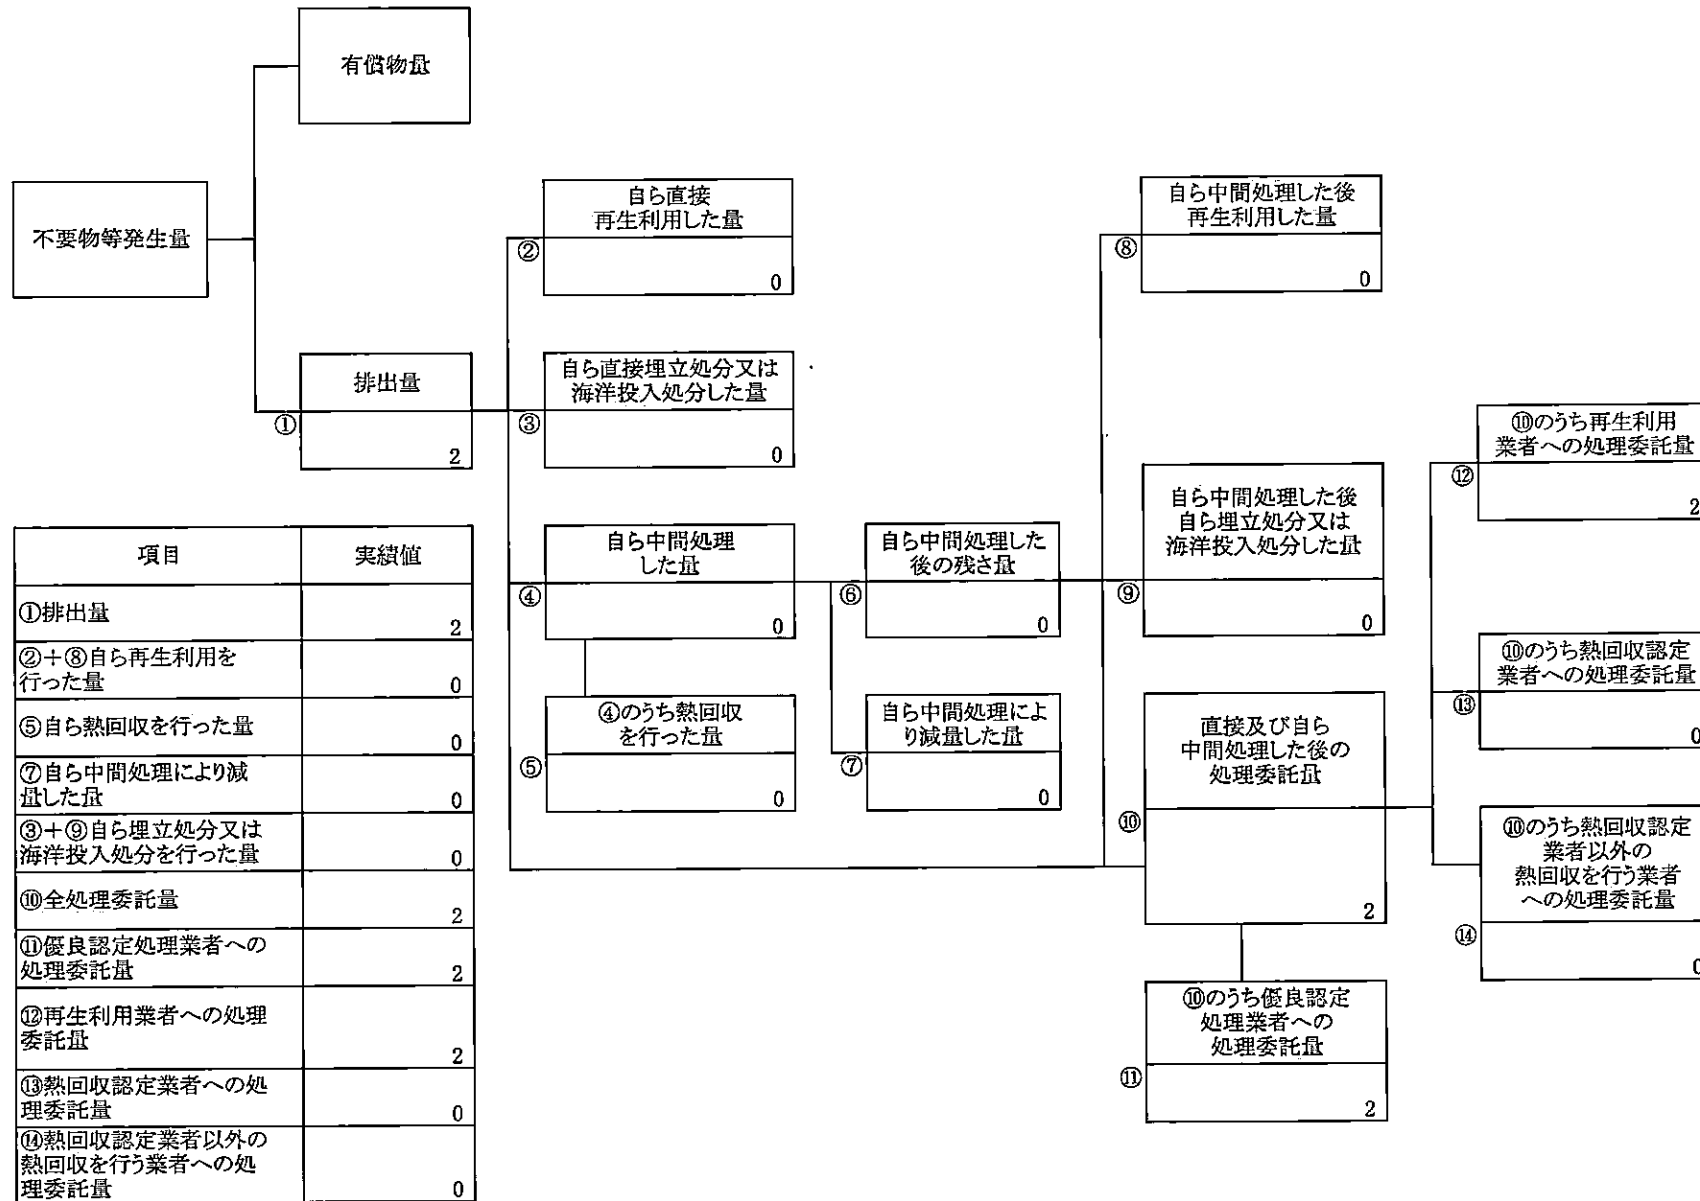 有償物量
不要物等発生量
自ら直接
再生利用した量
②
0
自ら中間処理した後
再生利用した量
⑧
0
排出量
①
2
自ら直接埋立処分又は
海洋投入処分した量
③
0
⑩のうち再生利用
業者への処理委託量
⑫
2
自ら中間処理
した量
④
0
自ら中間処理した
後の残さ量
⑥
0
自ら中間処理した後
自ら埋立処分又は
海洋投入処分した量
⑨
0
⑩のうち熱回収認定
業者への処理委託量
⑬
0
④のうち熱回収
を行った量
⑤
0
自ら中間処理によ
り減量した量
⑦
0
直接及び自ら
中間処理した後の
処理委託量
⑩
2
⑩のうち熱回収認定
業者以外の
熱回収を行う業者
への処理委託量
⑭
0
⑩のうち優良認定
処理業者への
処理委託量
⑪
2
項目 実績値
①排出量 2
②+⑧自ら再生利用を
行った量 0
⑤自ら熱回収を行った量 0
⑦自ら中間処理により減
量した量 0
③+⑨自ら埋立処分又は
海洋投入処分を行った量 0
⑩全処理委託量 2
⑪優良認定処理業者への
処理委託量 2
⑫再生利用業者への処理
委託量 2
⑬熱回収認定業者への処
理委託量 0
⑭熱回収認定業者以外の
熱回収を行う業者への処
理委託量 0